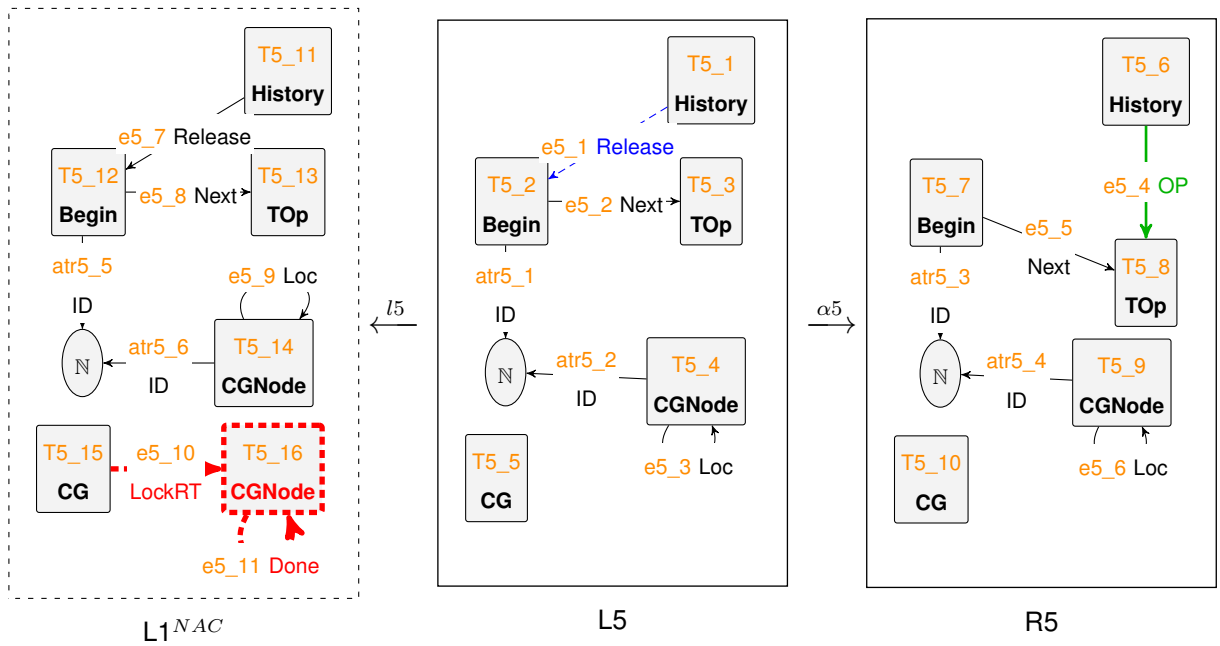 T5_11
History
e5_7 Release
T5_12
Begin
e5_8 Next
T5_13
TOp
atr5_5
ID
ℕ
e5_9 Loc
atr5_6
ID
T5_14
CGNode
T5_15
CG
e5_10
LockRT
T5_16
CGNode
e5_11 Done
L1^NAC
l5
T5_1
History
e5_1 Release
T5_2
Begin
e5_2 Next
T5_3
TOp
atr5_1
ID
ℕ
atr5_2
ID
T5_4
CGNode
e5_3 Loc
T5_5
CG
L5
α5
T5_6
History
e5_4 OP
T5_7
Begin
e5_5
Next
T5_8
TOp
atr5_3
ID
ℕ
atr5_4
ID
T5_9
CGNode
e5_6 Loc
T5_10
CG
R5